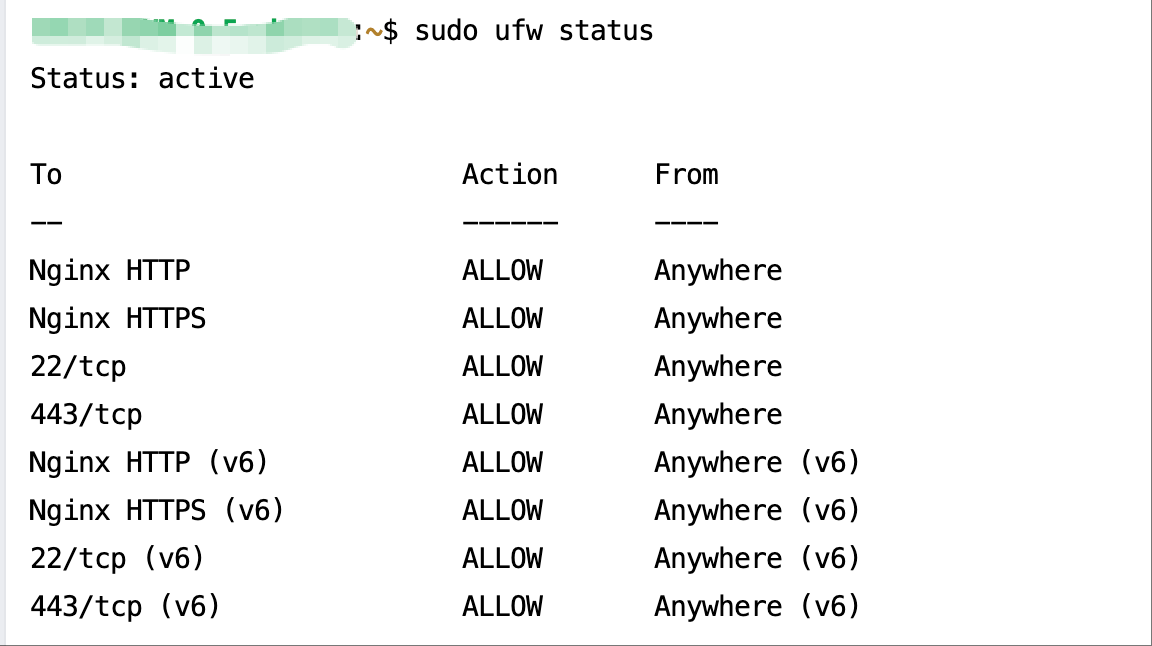 :~$ sudo ufw status
Status: active
To Action From
-- ------ ----
Nginx HTTP ALLOW Anywhere
Nginx HTTPS ALLOW Anywhere
22/tcp ALLOW Anywhere
443/tcp ALLOW Anywhere
Nginx HTTP (v6) ALLOW Anywhere (v6)
Nginx HTTPS (v6) ALLOW Anywhere (v6)
22/tcp (v6) ALLOW Anywhere (v6)
443/tcp (v6) ALLOW Anywhere (v6)